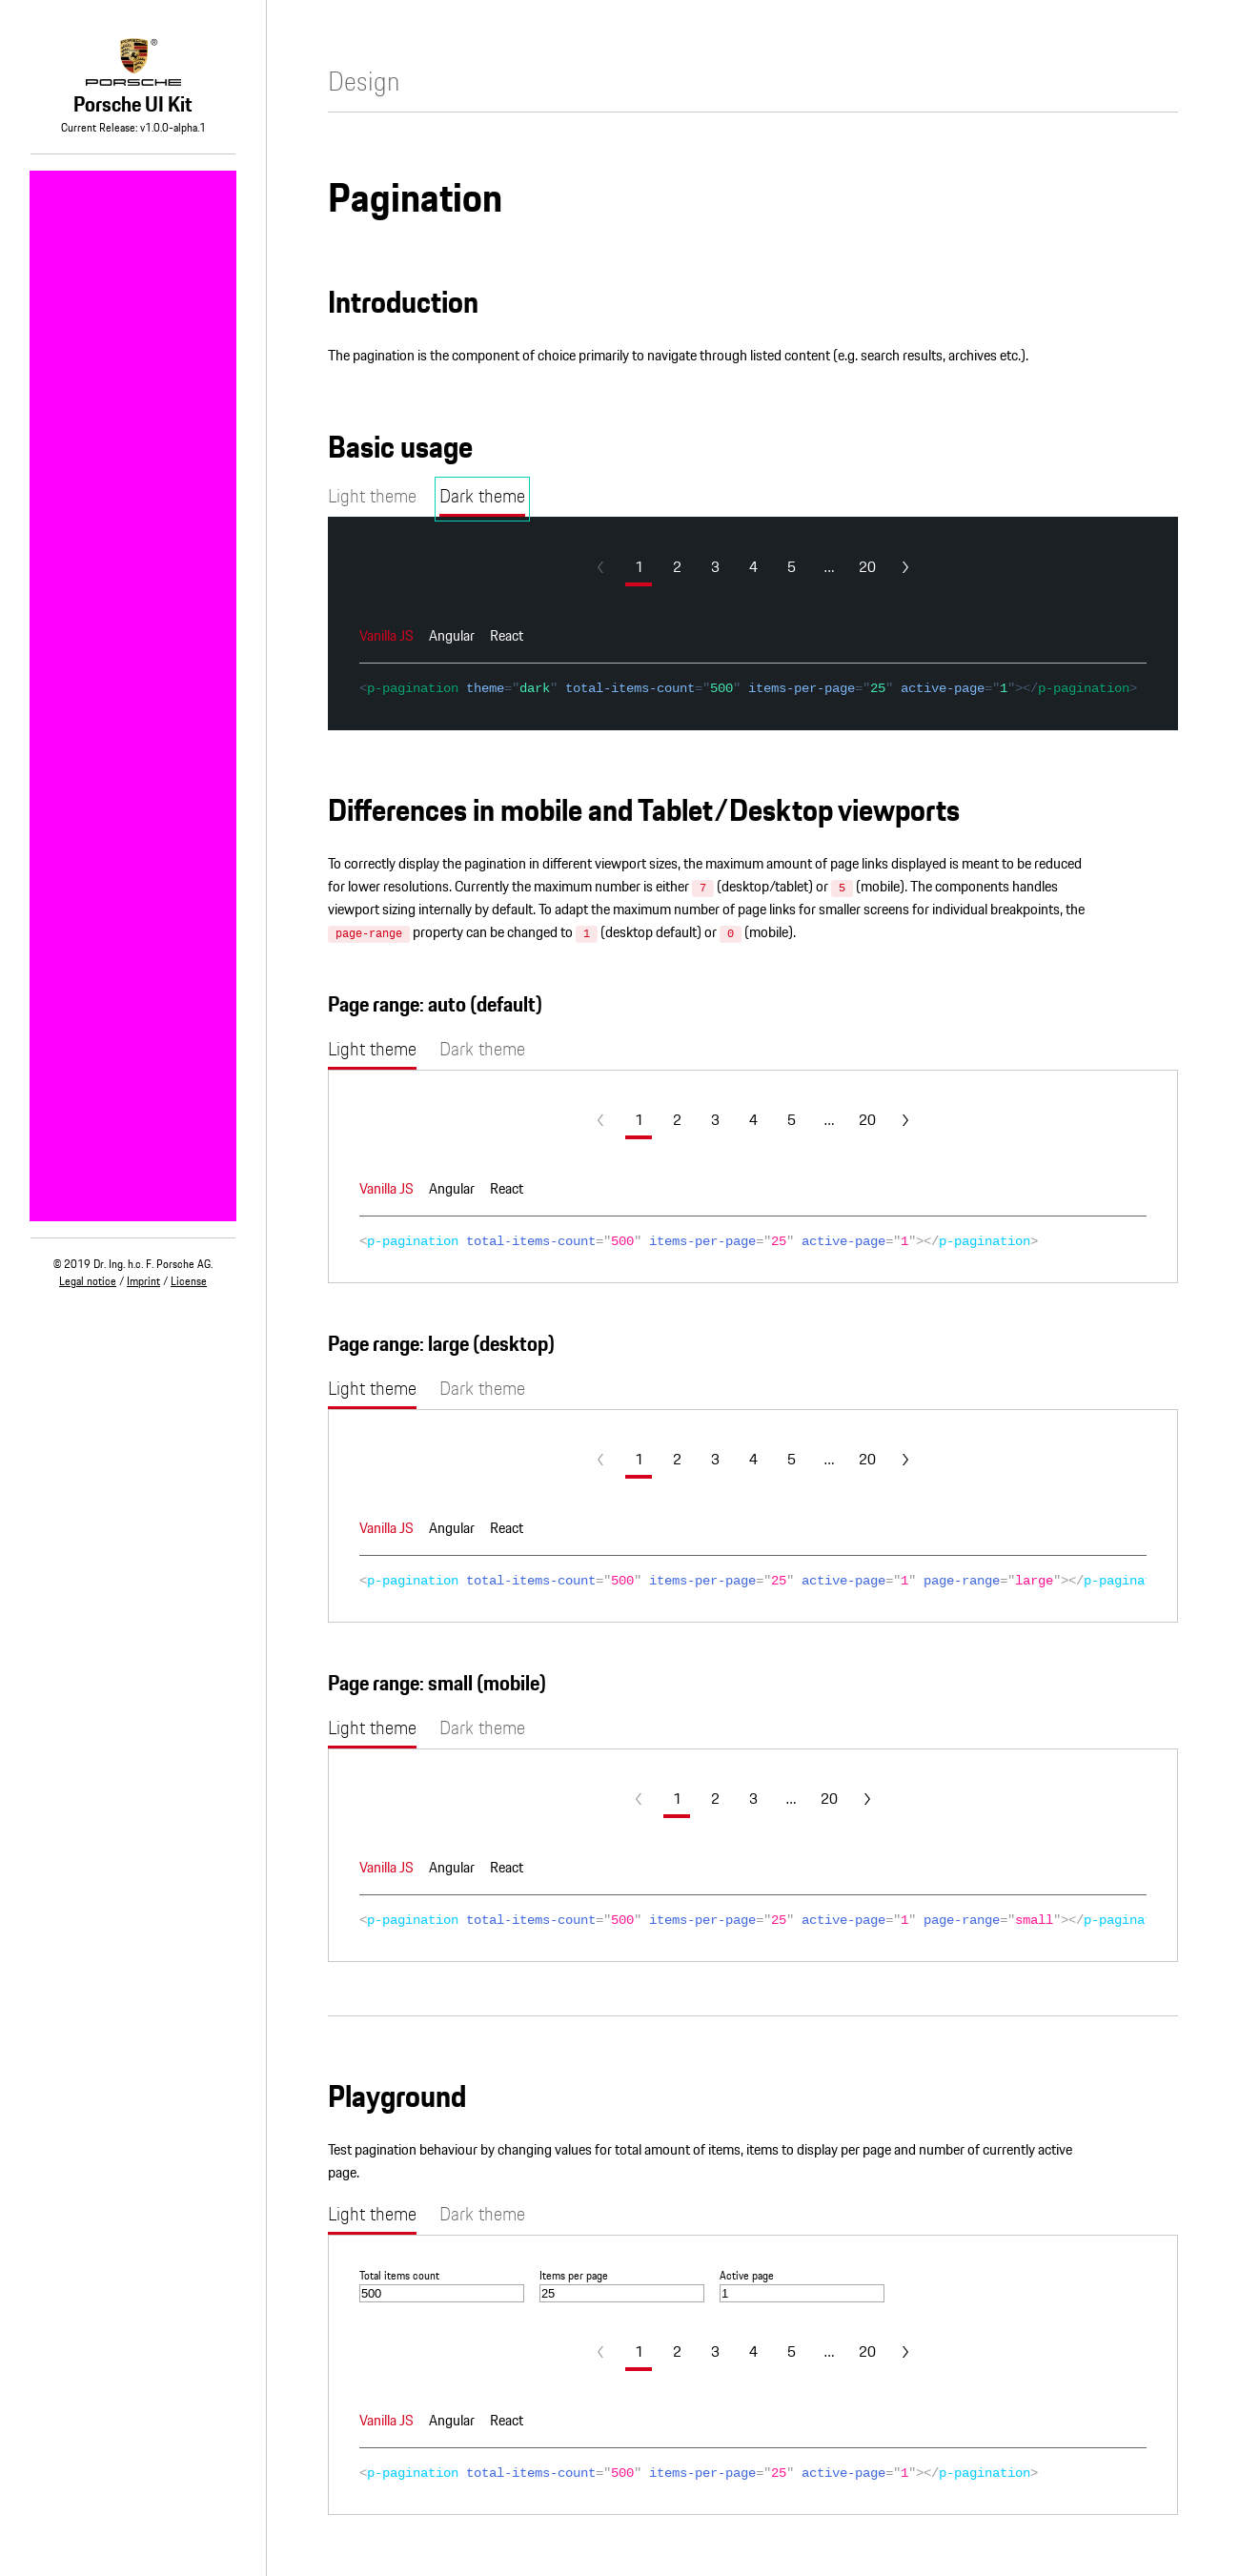 PORSCHE
®
Porsche UI Kit
Current Release: v1.0.0-alpha.1
© 2019 Dr. Ing. h.c. F. Porsche AG.
Legal notice / Imprint / License
Design
Pagination
Introduction
The pagination is the component of choice primarily to navigate through listed content (e.g. search results, archives etc.).
Basic usage
Light theme Dark theme
1 2 3 4 5 ... 20
Vanilla JS Angular React
<p-pagination theme="dark" total-items-count="500" items-per-page="25" active-page="1"></p-pagination>
Differences in mobile and Tablet/Desktop viewports
To correctly display the pagination in different viewport sizes, the maximum amount of page links displayed is meant to be reduced
for lower resolutions. Currently the maximum number is either 7 (desktop/tablet) or 5 (mobile). The components handles
viewport sizing internally by default. To adapt the maximum number of page links for smaller screens for individual breakpoints, the
page-range property can be changed to 1 (desktop default) or 0 (mobile).
Page range: auto (default)
Light theme Dark theme
1 2 3 4 5 ... 20
Vanilla JS Angular React
<p-pagination total-items-count="500" items-per-page="25" active-page="1"></p-pagination>
Page range: large (desktop)
Light theme Dark theme
1 2 3 4 5 ... 20
Vanilla JS Angular React
<p-pagination total-items-count="500" items-per-page="25" active-page="1" page-range="large"></p-paginat
Page range: small (mobile)
Light theme Dark theme
1 2 3 ... 20
Vanilla JS Angular React
<p-pagination total-items-count="500" items-per-page="25" active-page="1" page-range="small"></p-paginat
Playground
Test pagination behaviour by changing values for total amount of items, items to display per page and number of currently active
page.
Light theme Dark theme
Total items count Items per page Active page
500 25 1
1 2 3 4 5 ... 20
Vanilla JS Angular React
<p-pagination total-items-count="500" items-per-page="25" active-page="1"></p-pagination>